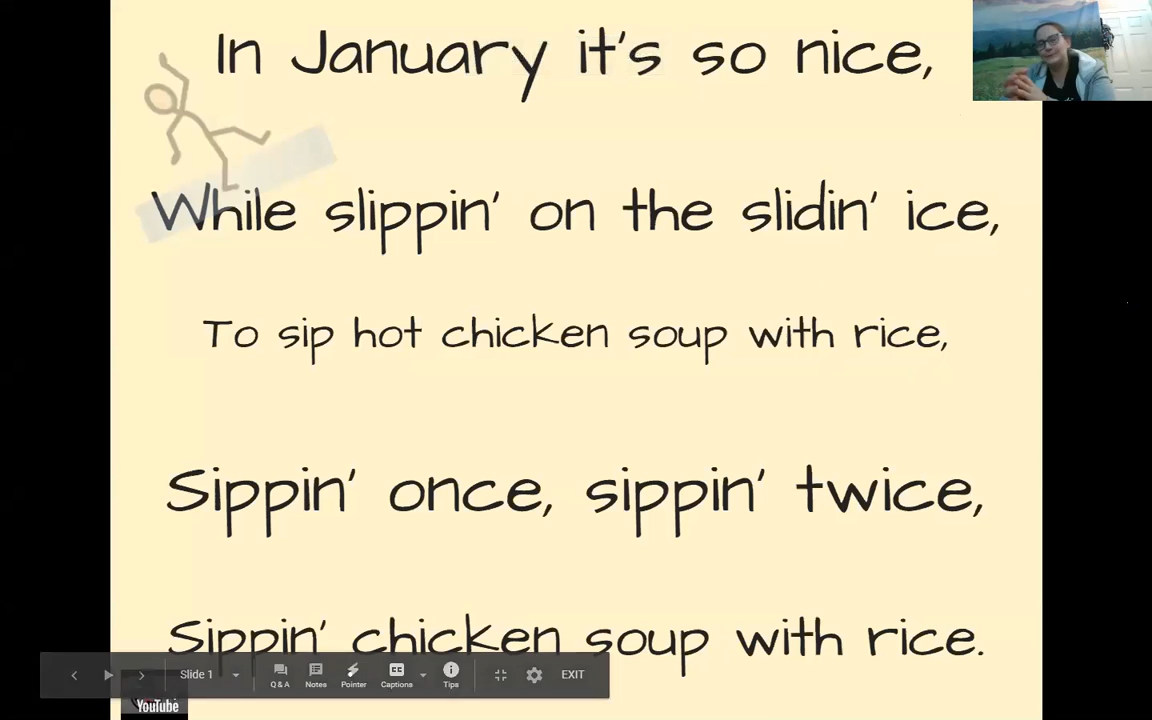 In January it's so nice,
While slippin' on the slidin' ice,
To sip hot chicken soup with rice,
Sippin' once, sippin' twice,
Sippin' chicken soup with rice.
Slide 1
Q & A
Notes
Pointer
Captions
Tips
EXIT
YouTube